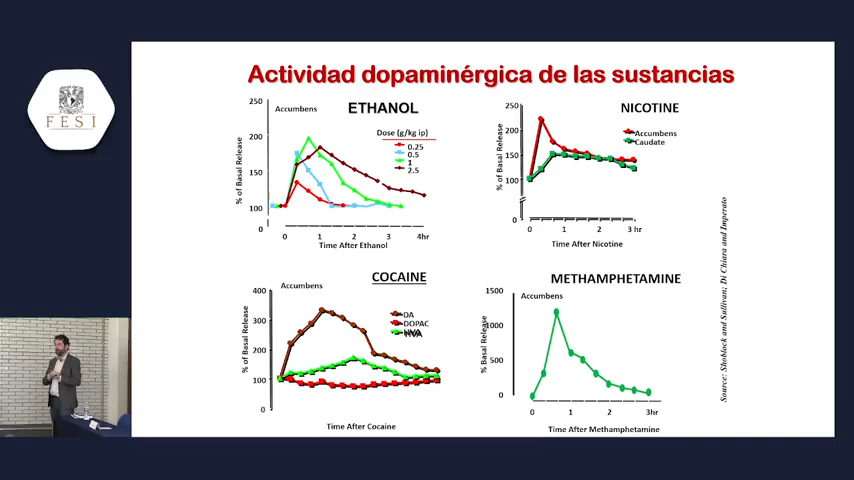 Actividad dopaminérgica de las sustancias
FESI
250
200
150
100
0
% of Basal Release
Accumbens
ETHANOL
Dose (g/kg ip)
0.25
0.5
1
2.5
0
1
2
3
4hr
Time After Ethanol
250
200
150
100
0
% of Basal Release
NICOTINE
Accumbens
Caudate
0
1
2
3 hr
Time After Nicotine
400
300
200
100
0
% of Basal Release
Accumbens
COCAINE
DA
DOPAC
HVA
Time After Cocaine
1500
1000
500
0
% Basal Release
METHAMPHETAMINE
Accumbens
0
1
2
3hr
Time After Methamphetamine
Source: Shoblock and Sullivan; Di Chiara and Imperato